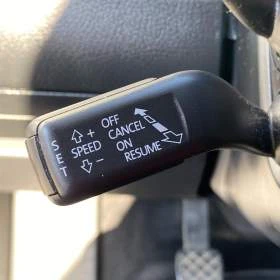 SET
+
SPEED
−
OFF
CANCEL
ON
RESUME